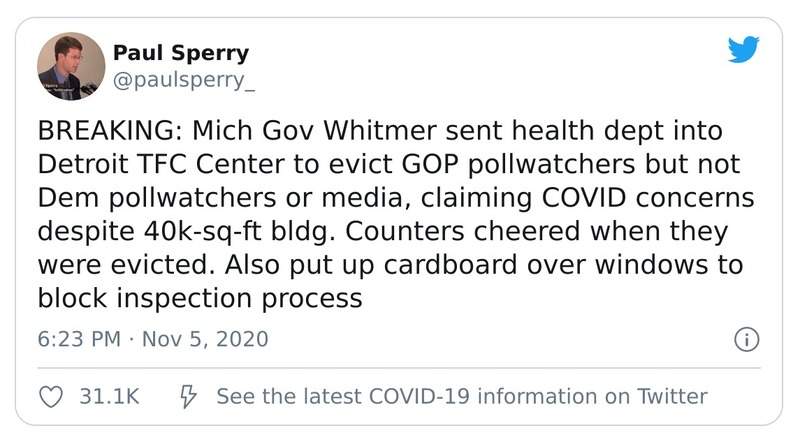 Paul Sperry
@paulsperry_
BREAKING: Mich Gov Whitmer sent health dept into
Detroit TFC Center to evict GOP pollwatchers but not
Dem pollwatchers or media, claiming COVID concerns
despite 40k-sq-ft bldg. Counters cheered when they
were evicted. Also put up cardboard over windows to
block inspection process
6:23 PM · Nov 5, 2020
31.1K See the latest COVID-19 information on Twitter